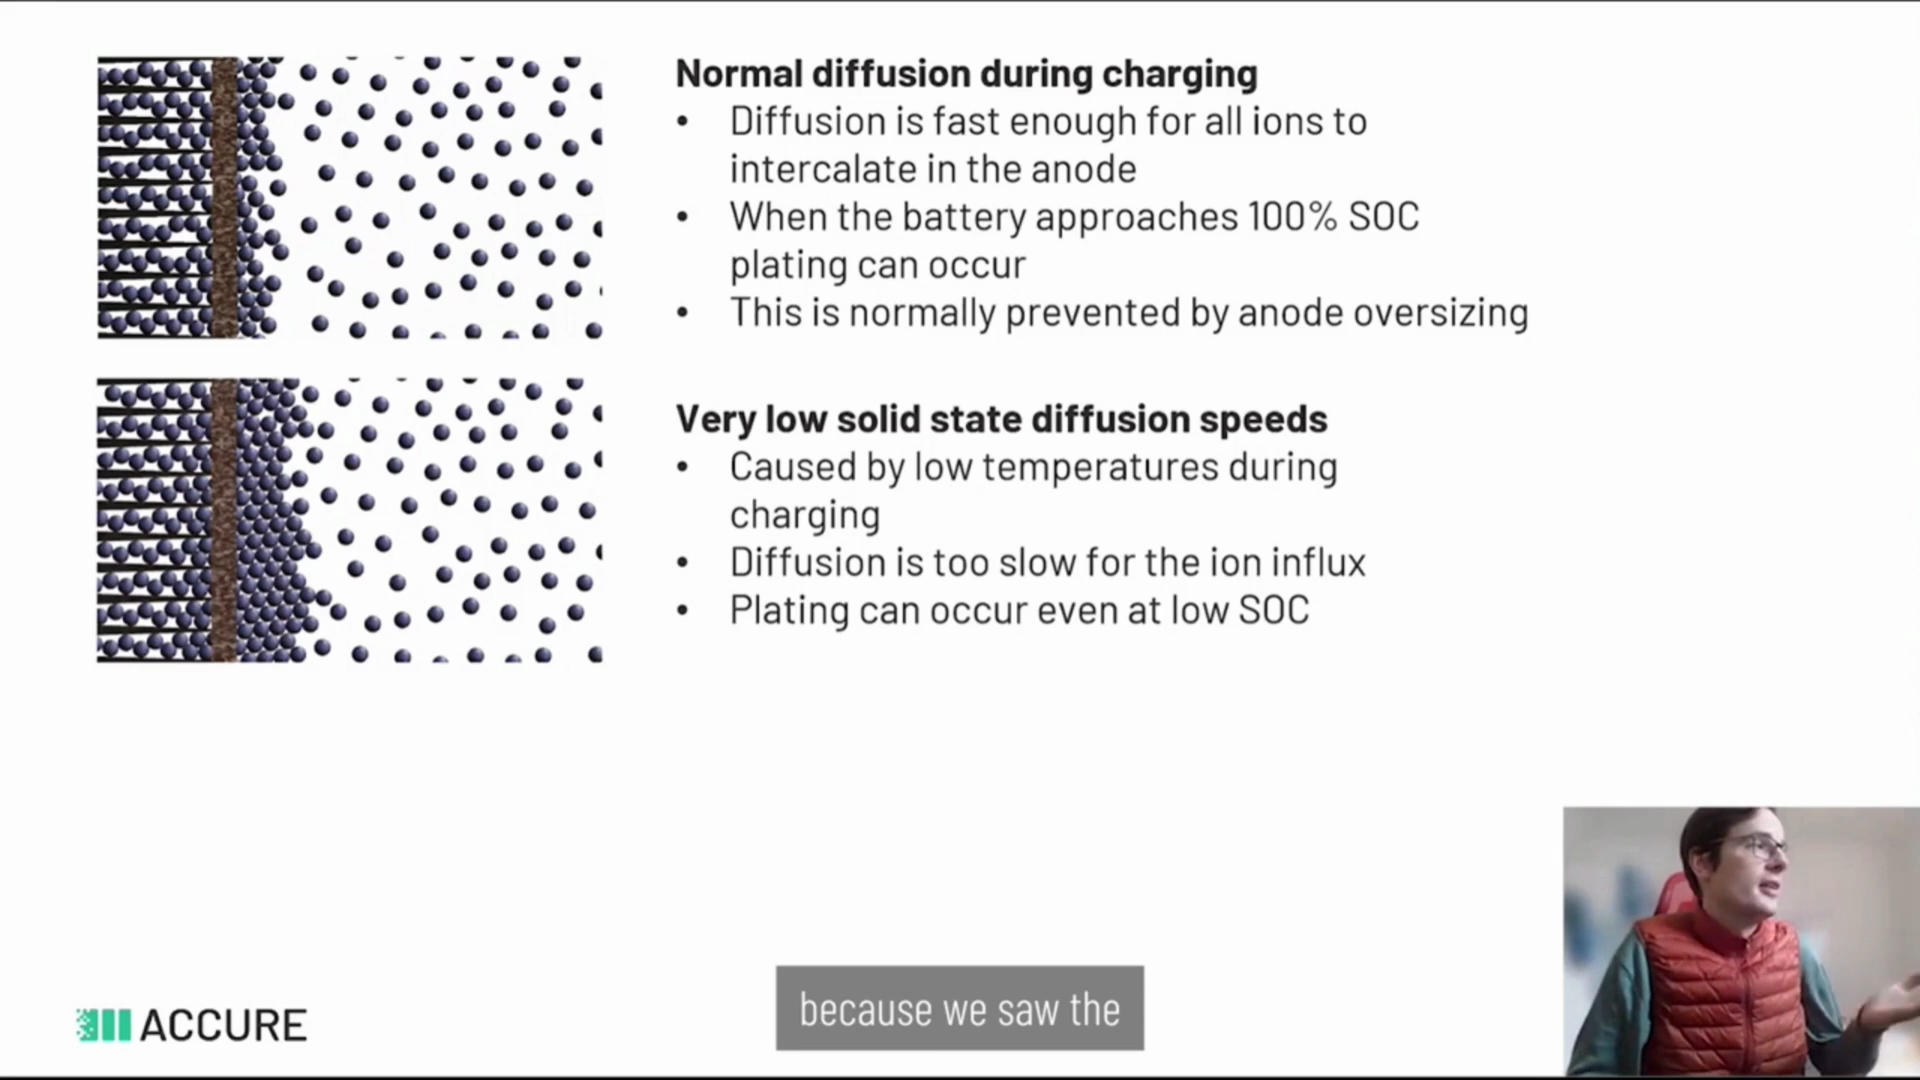 Normal diffusion during charging
• Diffusion is fast enough for all ions to
intercalate in the anode
• When the battery approaches 100% SOC
plating can occur
• This is normally prevented by anode oversizing
Very low solid state diffusion speeds
• Caused by low temperatures during
charging
• Diffusion is too slow for the ion influx
• Plating can occur even at low SOC
because we saw the
ACCURE